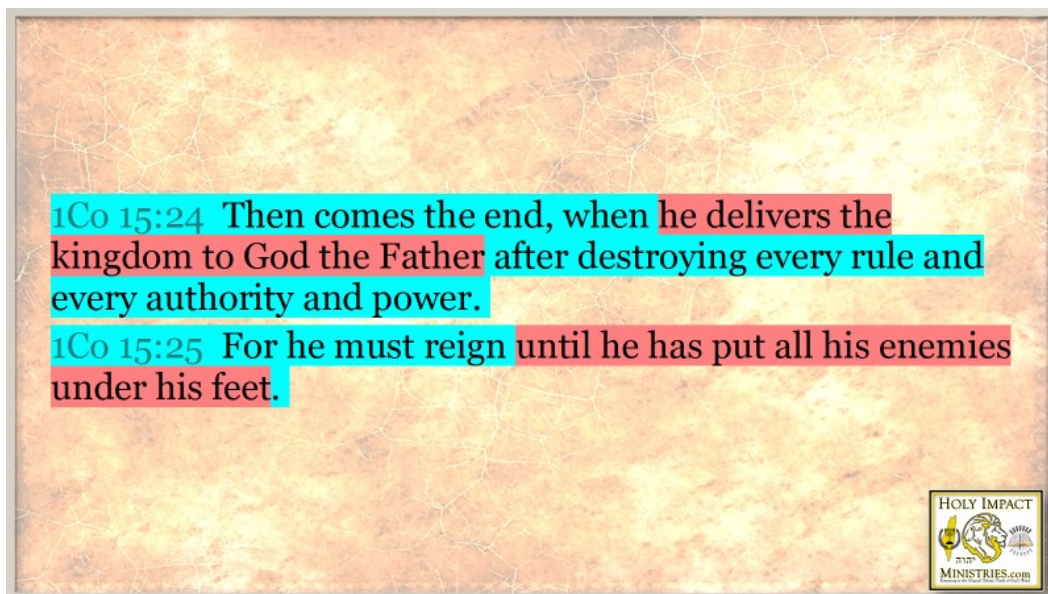 1Co 15:24 Then comes the end, when he delivers the
kingdom to God the Father after destroying every rule and
every authority and power.
1Co 15:25 For he must reign until he has put all his enemies
under his feet.
HOLY IMPACT
יהוה
MINISTRIES.com